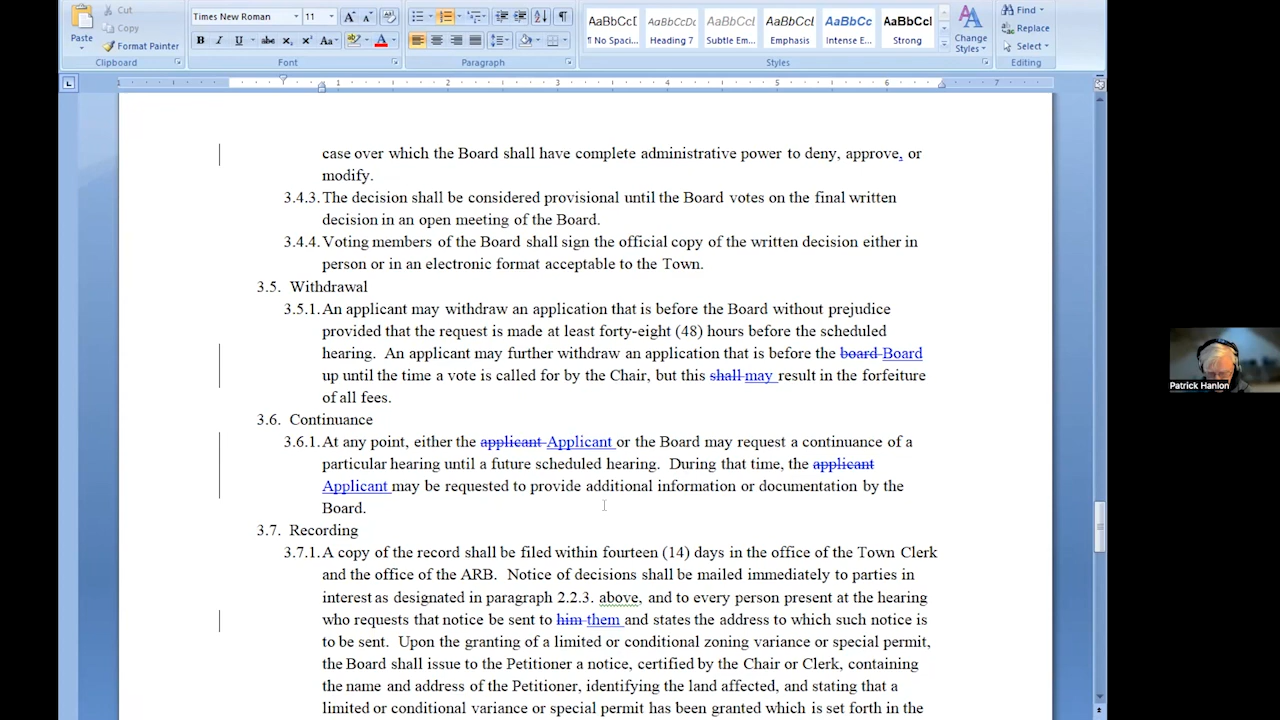 Cut
Copy
Paste
Format Painter
Clipboard
Times New Roman
11
Font
Paragraph
AaBbCcD
¶ No Spaci...
AaBbCcDc
Heading 7
AaBbCcD
Subtle Em...
AaBbCcL
Emphasis
AaBbCc
Intense E...
AaBbCcl
Strong
Change
Styles
Styles
Find
Replace
Select
Editing
1 1 2 3 4 5 6 7
case over which the Board shall have complete administrative power to deny, approve, or
modify.
3.4.3. The decision shall be considered provisional until the Board votes on the final written
decision in an open meeting of the Board.
3.4.4. Voting members of the Board shall sign the official copy of the written decision either in
person or in an electronic format acceptable to the Town.
3.5. Withdrawal
3.5.1. An applicant may withdraw an application that is before the Board without prejudice
provided that the request is made at least forty-eight (48) hours before the scheduled
hearing. An applicant may further withdraw an application that is before the board Board
up until the time a vote is called for by the Chair, but this shall may result in the forfeiture
of all fees.
3.6. Continuance
3.6.1. At any point, either the applicant Applicant or the Board may request a continuance of a
particular hearing until a future scheduled hearing. During that time, the applicant
Applicant may be requested to provide additional information or documentation by the
Board.
3.7. Recording
3.7.1. A copy of the record shall be filed within fourteen (14) days in the office of the Town Clerk
and the office of the ARB. Notice of decisions shall be mailed immediately to parties in
interest as designated in paragraph 2.2.3. above, and to every person present at the hearing
who requests that notice be sent to him them and states the address to which such notice is
to be sent. Upon the granting of a limited or conditional zoning variance or special permit,
the Board shall issue to the Petitioner a notice, certified by the Chair or Clerk, containing
the name and address of the Petitioner, identifying the land affected, and stating that a
limited or conditional variance or special permit has been granted which is set forth in the
Patrick Hanlon